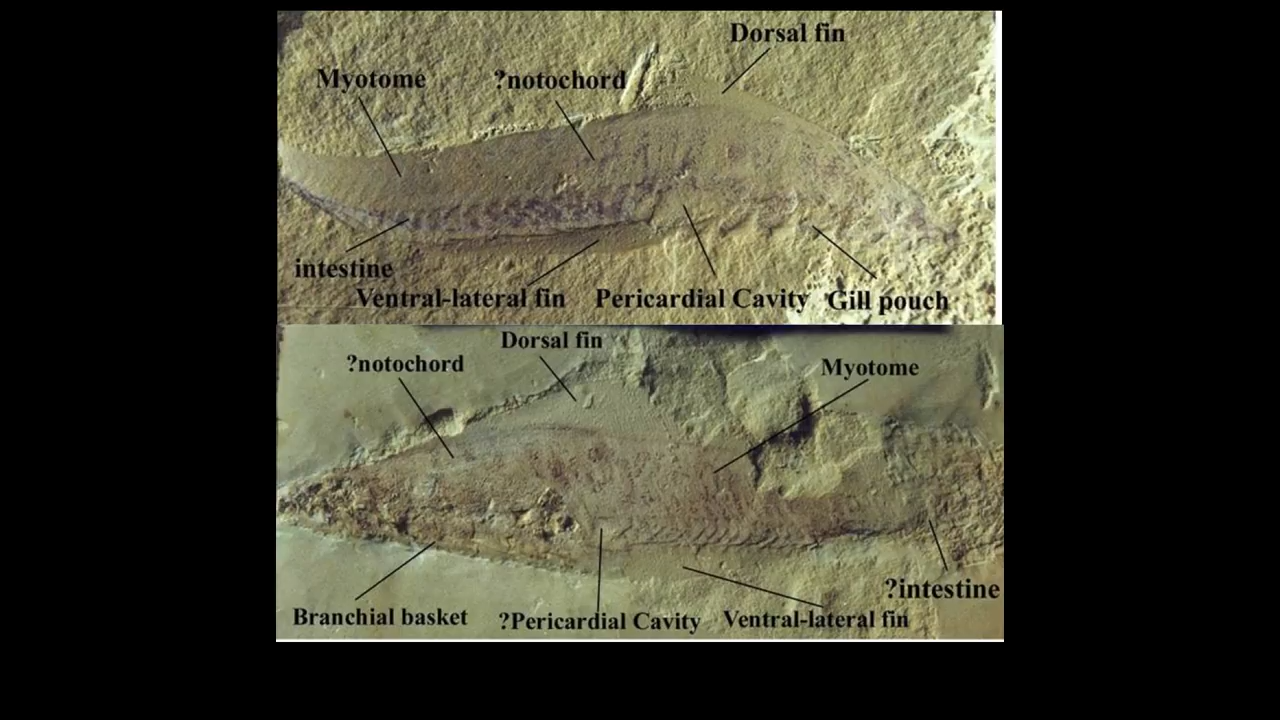 Dorsal fin
Myotome
?notochord
intestine
Ventral-lateral fin
Pericardial Cavity
Gill pouch
Dorsal fin
?notochord
Myotome
?intestine
Branchial basket
?Pericardial Cavity
Ventral-lateral fin